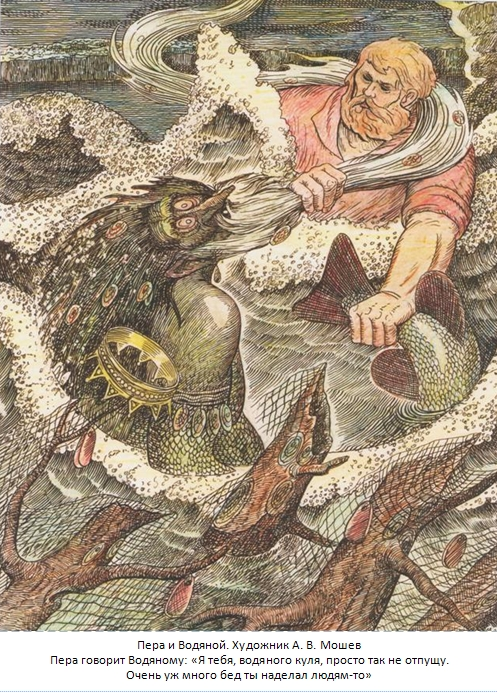 Пера и Водяной. Художник А. В. Мошев
Пера говорит Водяному: «Я тебя, водяного куля, просто так не отпущу.
Очень уж много бед ты наделал людям-то»